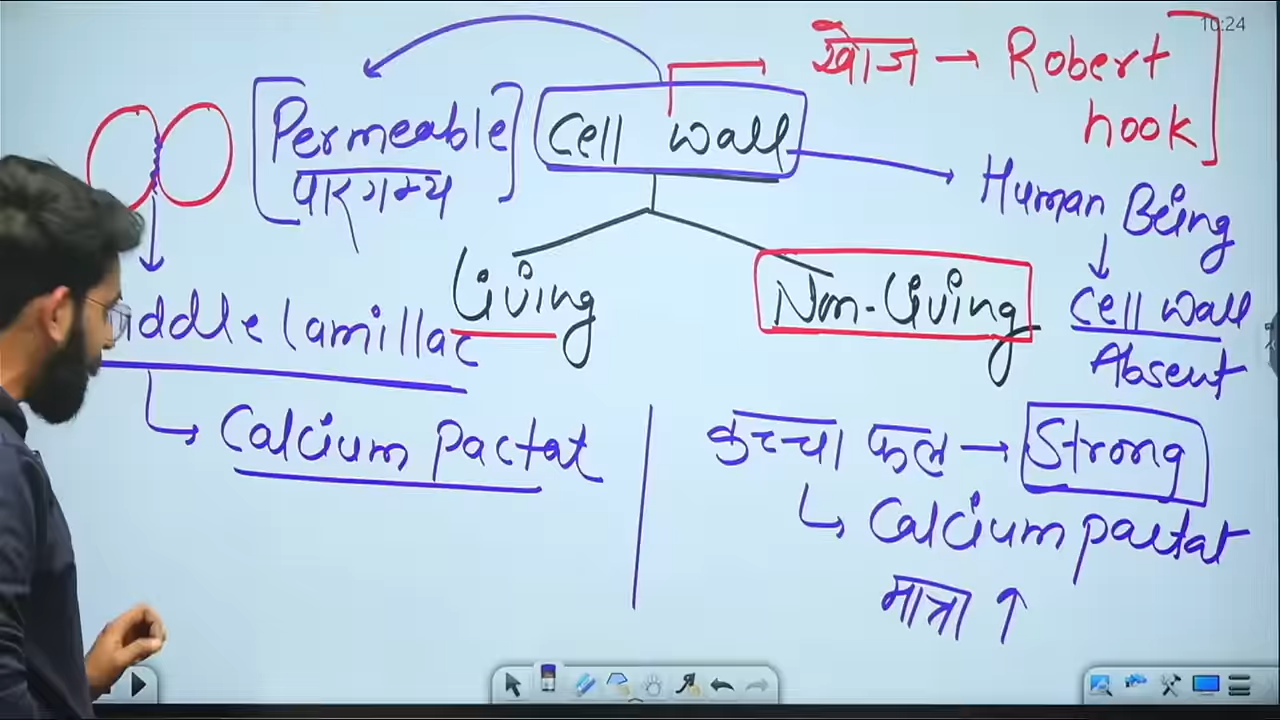 10:24
खोज → Robert
hook
Permeable
पारगम्य
Cell wall
Human Being
Living
Non-Living
Cell wall
Absent
iddle lamillae
Calcium Pactat
कच्चा फल → Strong
Calcium pactat
मात्रा ↑